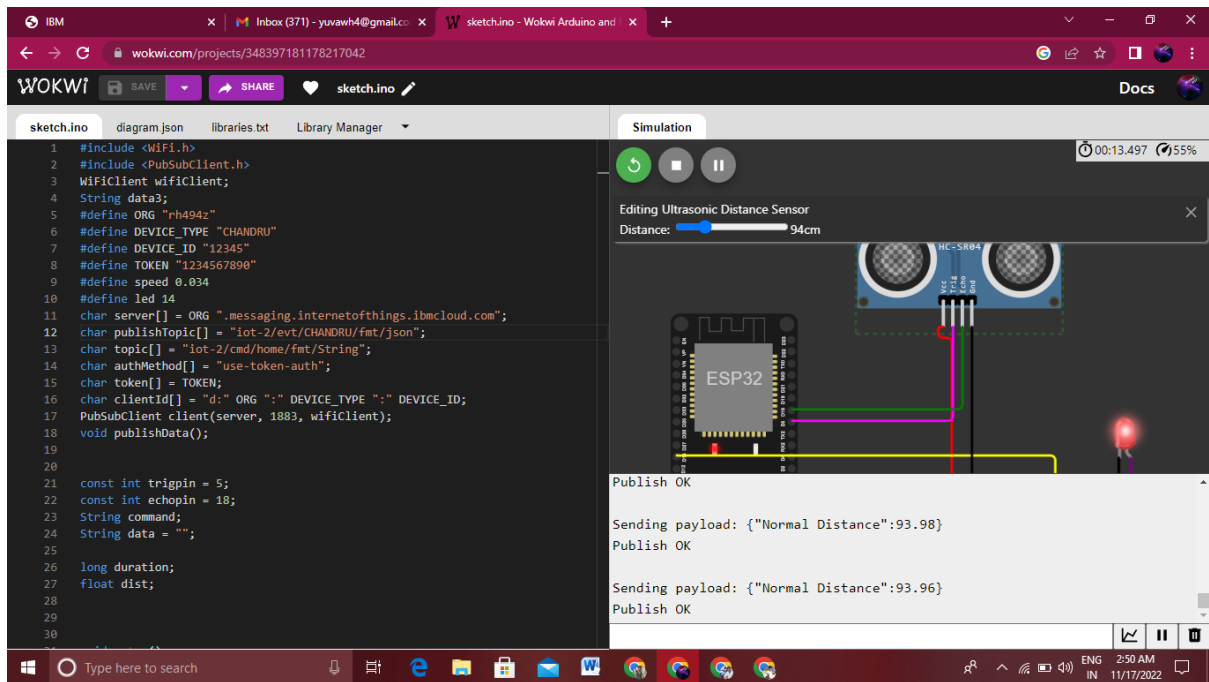 IBM
Inbox (371) - yuvawh4@gmail.co
sketch.ino - Wokwi Arduino and
wokwi.com/projects/348397181178217042
WOKWi
SAVE
SHARE
sketch.ino
Docs
sketch.ino diagram.json libraries.txt Library Manager
1 #include <WiFi.h>
2 #include <PubSubClient.h>
3 WiFiClient wifiClient;
4 String data3;
5 #define ORG "rh494z"
6 #define DEVICE_TYPE "CHANDRU"
7 #define DEVICE_ID "12345"
8 #define TOKEN "1234567890"
9 #define speed 0.034
10 #define led 14
11 char server[] = ORG ".messaging.internetofthings.ibmcloud.com";
12 char publishTopic[] = "iot-2/evt/CHANDRU/fmt/json";
13 char topic[] = "iot-2/cmd/home/fmt/String";
14 char authMethod[] = "use-token-auth";
15 char token[] = TOKEN;
16 char clientId[] = "d:" ORG ":" DEVICE_TYPE ":" DEVICE_ID;
17 PubSubClient client(server, 1883, wifiClient);
18 void publishData();
19
20
21 const int trigpin = 5;
22 const int echopin = 18;
23 String command;
24 String data = "";
25
26 long duration;
27 float dist;
28
29
30
Simulation
00:13.497 55%
Editing Ultrasonic Distance Sensor
Distance: 94cm
HC-SR04
Vcc
Trig
Echo
Gnd
ESP32
Publish OK
Sending payload: {"Normal Distance":93.98}
Publish OK
Sending payload: {"Normal Distance":93.96}
Publish OK
Type here to search
ENG
IN
2:50 AM
11/17/2022